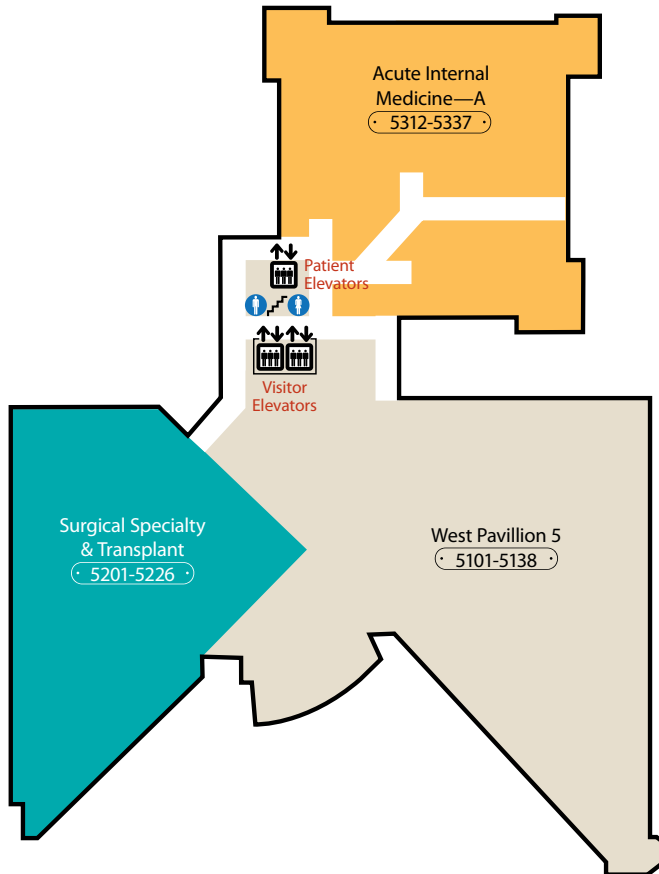 Acute Internal
Medicine—A
5312-5337
Patient
Elevators
Visitor
Elevators
Surgical Specialty
& Transplant
5201-5226
West Pavillion 5
5101-5138